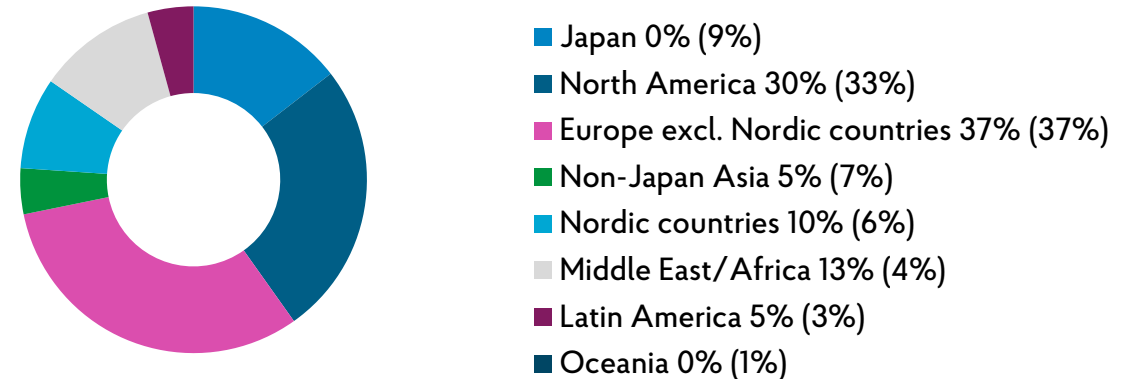 Japan 0% (9%)
North America 30% (33%)
Europe excl. Nordic countries 37% (37%)
Non-Japan Asia 5% (7%)
Nordic countries 10% (6%)
Middle East/Africa 13% (4%)
Latin America 5% (3%)
Oceania 0% (1%)